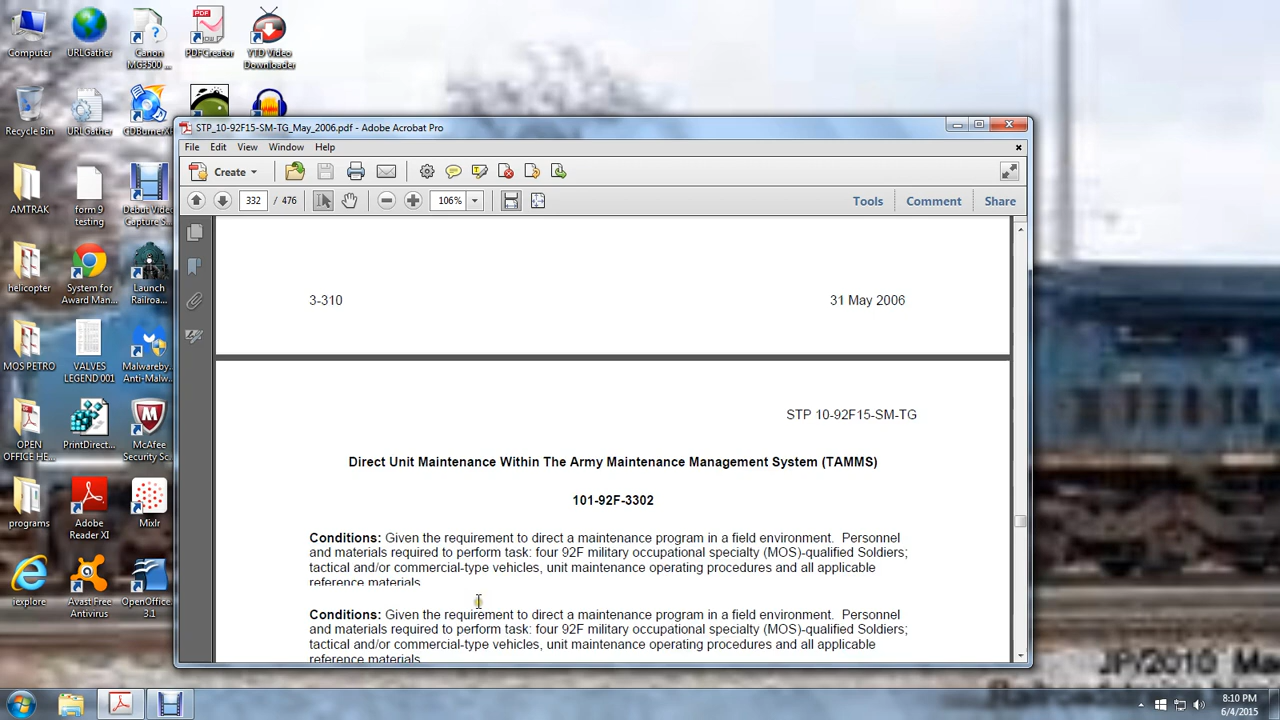 Computer
URLGather
Canon
MG3500 ...
PDFCreator
YTD Video
Downloader
Recycle Bin
URLGather
CDBurnerX...
AMTRAK
form 9
testing
Debut Video
Capture S...
helicopter
System for
Award Man...
Launch
Railroa...
MOS PETRO
VALVES
LEGEND 001
Malwareby...
Anti-Malw...
OPEN
OFFICE HE...
PrintDirect...
McAfee
Security Sc...
programs
Adobe
Reader XI
Mixlr
iexplore
Avast Free
Antivirus
OpenOffice...
3.1
STP_10-92F15-SM-TG_May_2006.pdf - Adobe Acrobat Pro
File Edit View Window Help
Create
332 / 476
106%
Tools Comment Share
3-310
31 May 2006
STP 10-92F15-SM-TG
Direct Unit Maintenance Within The Army Maintenance Management System (TAMMS)
101-92F-3302
Conditions: Given the requirement to direct a maintenance program in a field environment. Personnel
and materials required to perform task: four 92F military occupational specialty (MOS)-qualified Soldiers;
tactical and/or commercial-type vehicles, unit maintenance operating procedures and all applicable
reference materials.
Conditions: Given the requirement to direct a maintenance program in a field environment. Personnel
and materials required to perform task: four 92F military occupational specialty (MOS)-qualified Soldiers;
tactical and/or commercial-type vehicles, unit maintenance operating procedures and all applicable
reference materials
JP/2010
8:10 PM
6/4/2015